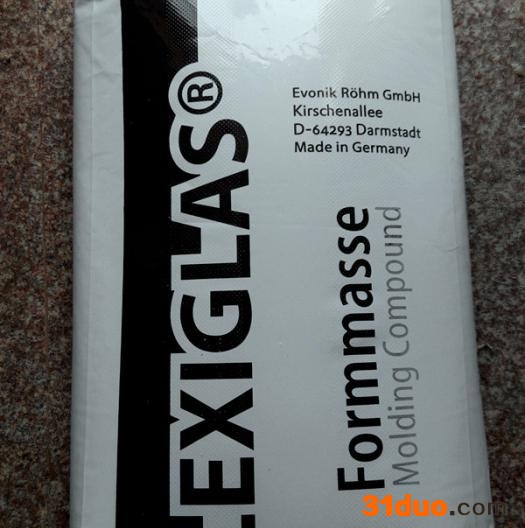 LEXIGLAS®
Evonik Röhm GmbH
Kirschenallee
D-64293 Darmstadt
Made in Germany
Formmasse
Molding Compound
31duo.com